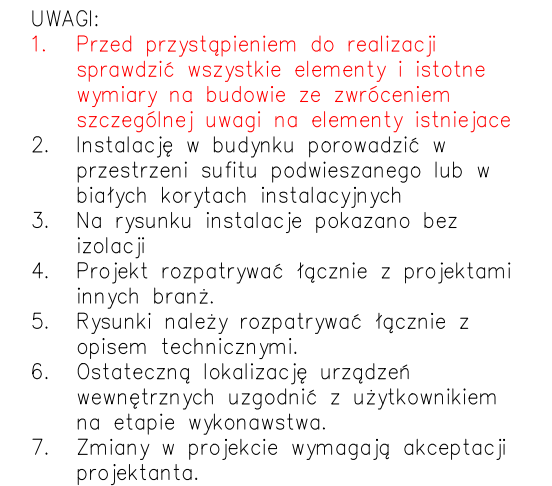 UWAGI:
1. Przed przystąpieniem do realizacji
sprawdzić wszystkie elementy i istotne
wymiary na budowie ze zwróceniem
szczególnej uwagi na elementy istniejace
2. Instalację w budynku porowadzić w
przestrzeni sufitu podwieszanego lub w
białych korytach instalacyjnych
3. Na rysunku instalacje pokazano bez
izolacji
4. Projekt rozpatrywać łącznie z projektami
innych branż.
5. Rysunki należy rozpatrywać łącznie z
opisem technicznymi.
6. Ostateczną lokalizację urządzeń
wewnętrznych uzgodnić z użytkownikiem
na etapie wykonawstwa.
7. Zmiany w projekcie wymagają akceptacji
projektanta.